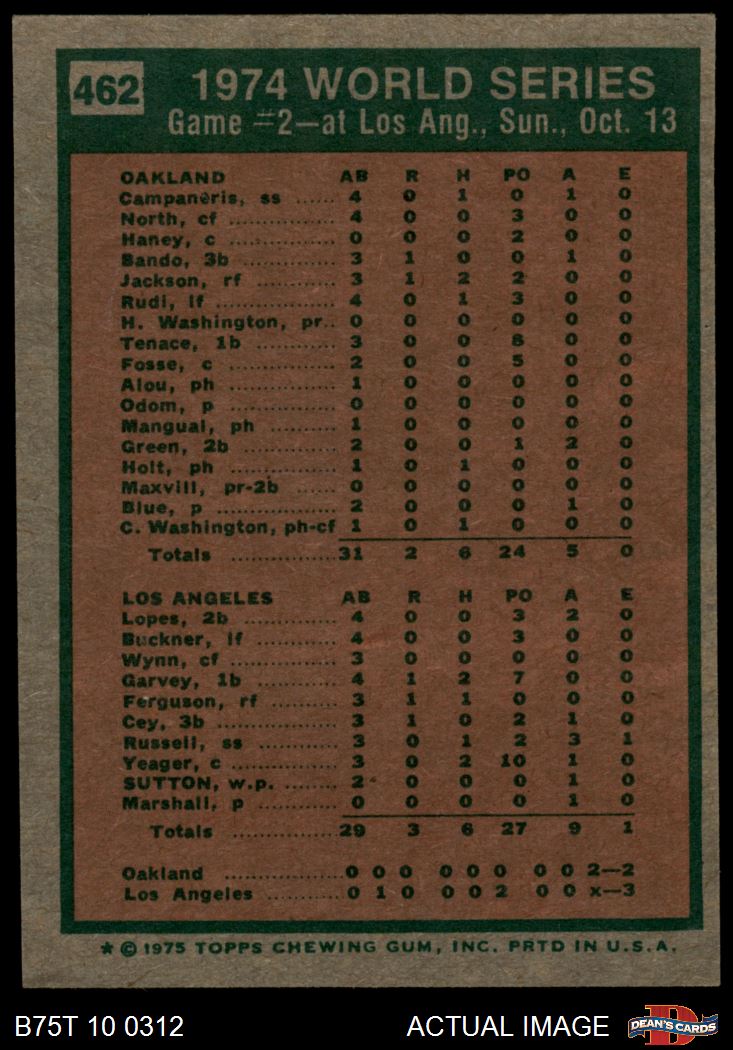 462
1974 WORLD SERIES
Game #2—at Los Ang., Sun., Oct. 13
OAKLAND AB R H PO A E
Campaneris, ss ...... 4 0 1 0 1 0
North, cf ................ 4 0 0 3 0 0
Haney, c ................ 0 0 0 2 0 0
Bando, 3b .............. 3 1 0 0 1 0
Jackson, rf ............ 3 1 2 2 0 0
Rudi, lf .................. 4 0 1 3 0 0
H. Washington, pr.. 0 0 0 0 0 0
Tenace, 1b ............ 3 0 0 8 0 0
Fosse, c ................ 2 0 0 5 0 0
Alou, ph ................ 1 0 0 0 0 0
Odom, p ................ 0 0 0 0 0 0
Mangual, ph .......... 1 0 0 0 0 0
Green, 2b .............. 2 0 0 1 2 0
Holt, ph ................ 1 0 1 0 0 0
Maxvill, pr-2b ...... 0 0 0 0 0 0
Blue, p .................. 2 0 0 0 1 0
C. Washington, ph-cf 1 0 1 0 0 0
Totals ................ 31 2 6 24 5 0
LOS ANGELES AB R H PO A E
Lopes, 2b .............. 4 0 0 3 2 0
Buckner, lf ............ 4 0 0 3 0 0
Wynn, cf ................ 3 0 0 0 0 0
Garvey, 1b ............ 4 1 2 7 0 0
Ferguson, rf .......... 3 1 1 0 0 0
Cey, 3b .................. 3 1 0 2 1 0
Russell, ss ............ 3 0 1 2 3 1
Yeager, c .............. 3 0 2 10 1 0
SUTTON, w.p. ........ 2 0 0 0 1 0
Marshall, p ............ 0 0 0 0 1 0
Totals ................ 29 3 6 27 9 1
Oakland .................. 0 0 0 0 0 0 0 0 2—2
Los Angeles ............ 0 1 0 0 0 2 0 0 x—3
★ © 1975 TOPPS CHEWING GUM, INC. PRTD IN U.S.A.
B75T 10 0312 ACTUAL IMAGE D DEAN'S CARDS